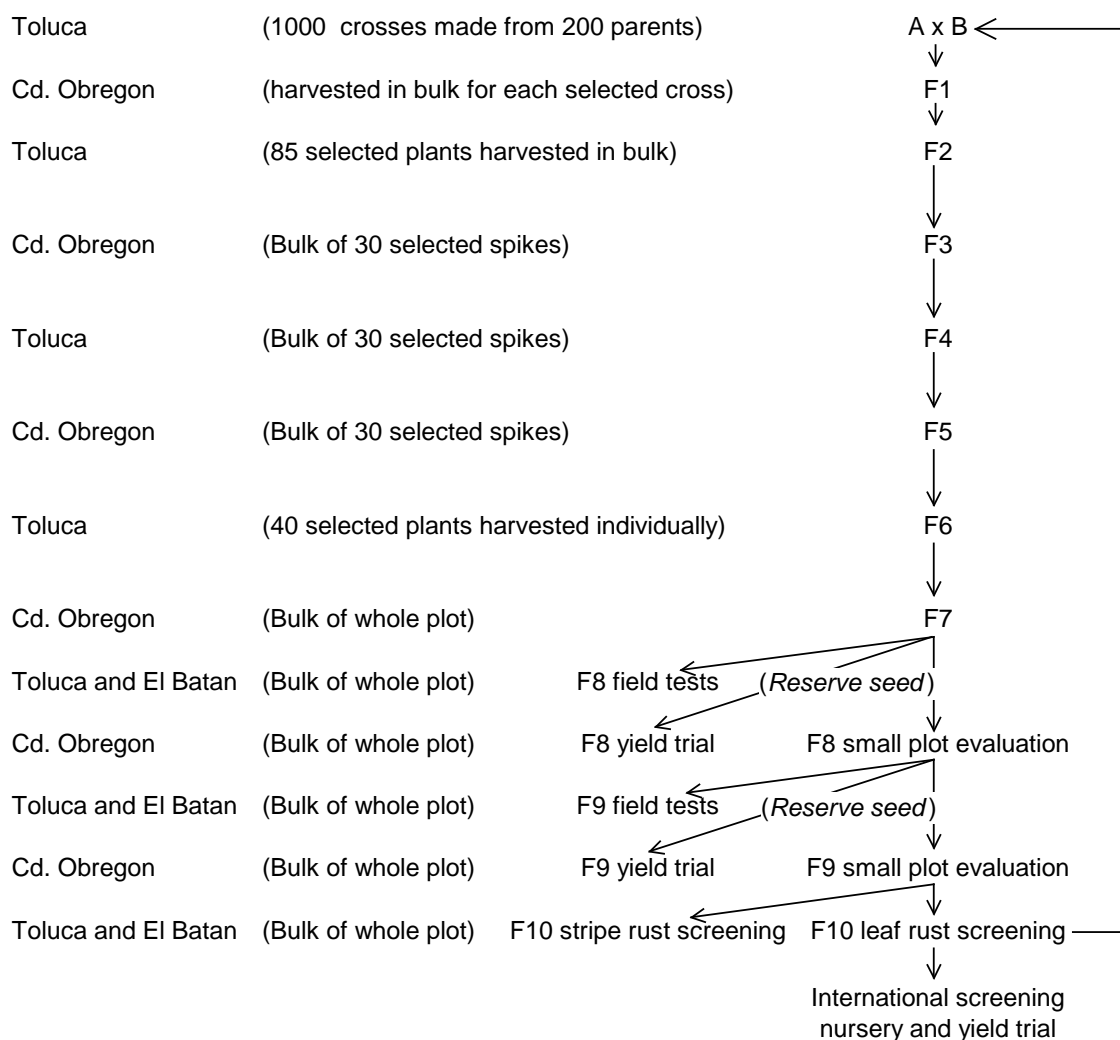 Toluca (1000 crosses made from 200 parents) A x B
Cd. Obregon (harvested in bulk for each selected cross) F1
Toluca (85 selected plants harvested in bulk) F2
Cd. Obregon (Bulk of 30 selected spikes) F3
Toluca (Bulk of 30 selected spikes) F4
Cd. Obregon (Bulk of 30 selected spikes) F5
Toluca (40 selected plants harvested individually) F6
Cd. Obregon (Bulk of whole plot) F7
Toluca and El Batan (Bulk of whole plot) F8 field tests (Reserve seed)
Cd. Obregon (Bulk of whole plot) F8 yield trial F8 small plot evaluation
Toluca and El Batan (Bulk of whole plot) F9 field tests (Reserve seed)
Cd. Obregon (Bulk of whole plot) F9 yield trial F9 small plot evaluation
Toluca and El Batan (Bulk of whole plot) F10 stripe rust screening F10 leaf rust screening
International screening
nursery and yield trial